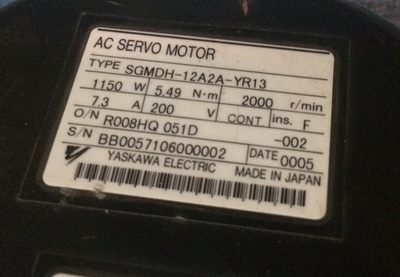 AC SERVO MOTOR
TYPE SGMDH-12A2A-YR13
1150 W 5.49 N·m 2000 r/min
7.3 A 200 V CONT ins. F
O/N R008HQ 051D -002
S/N BB0057106000002 DATE 0005
YASKAWA ELECTRIC MADE IN JAPAN